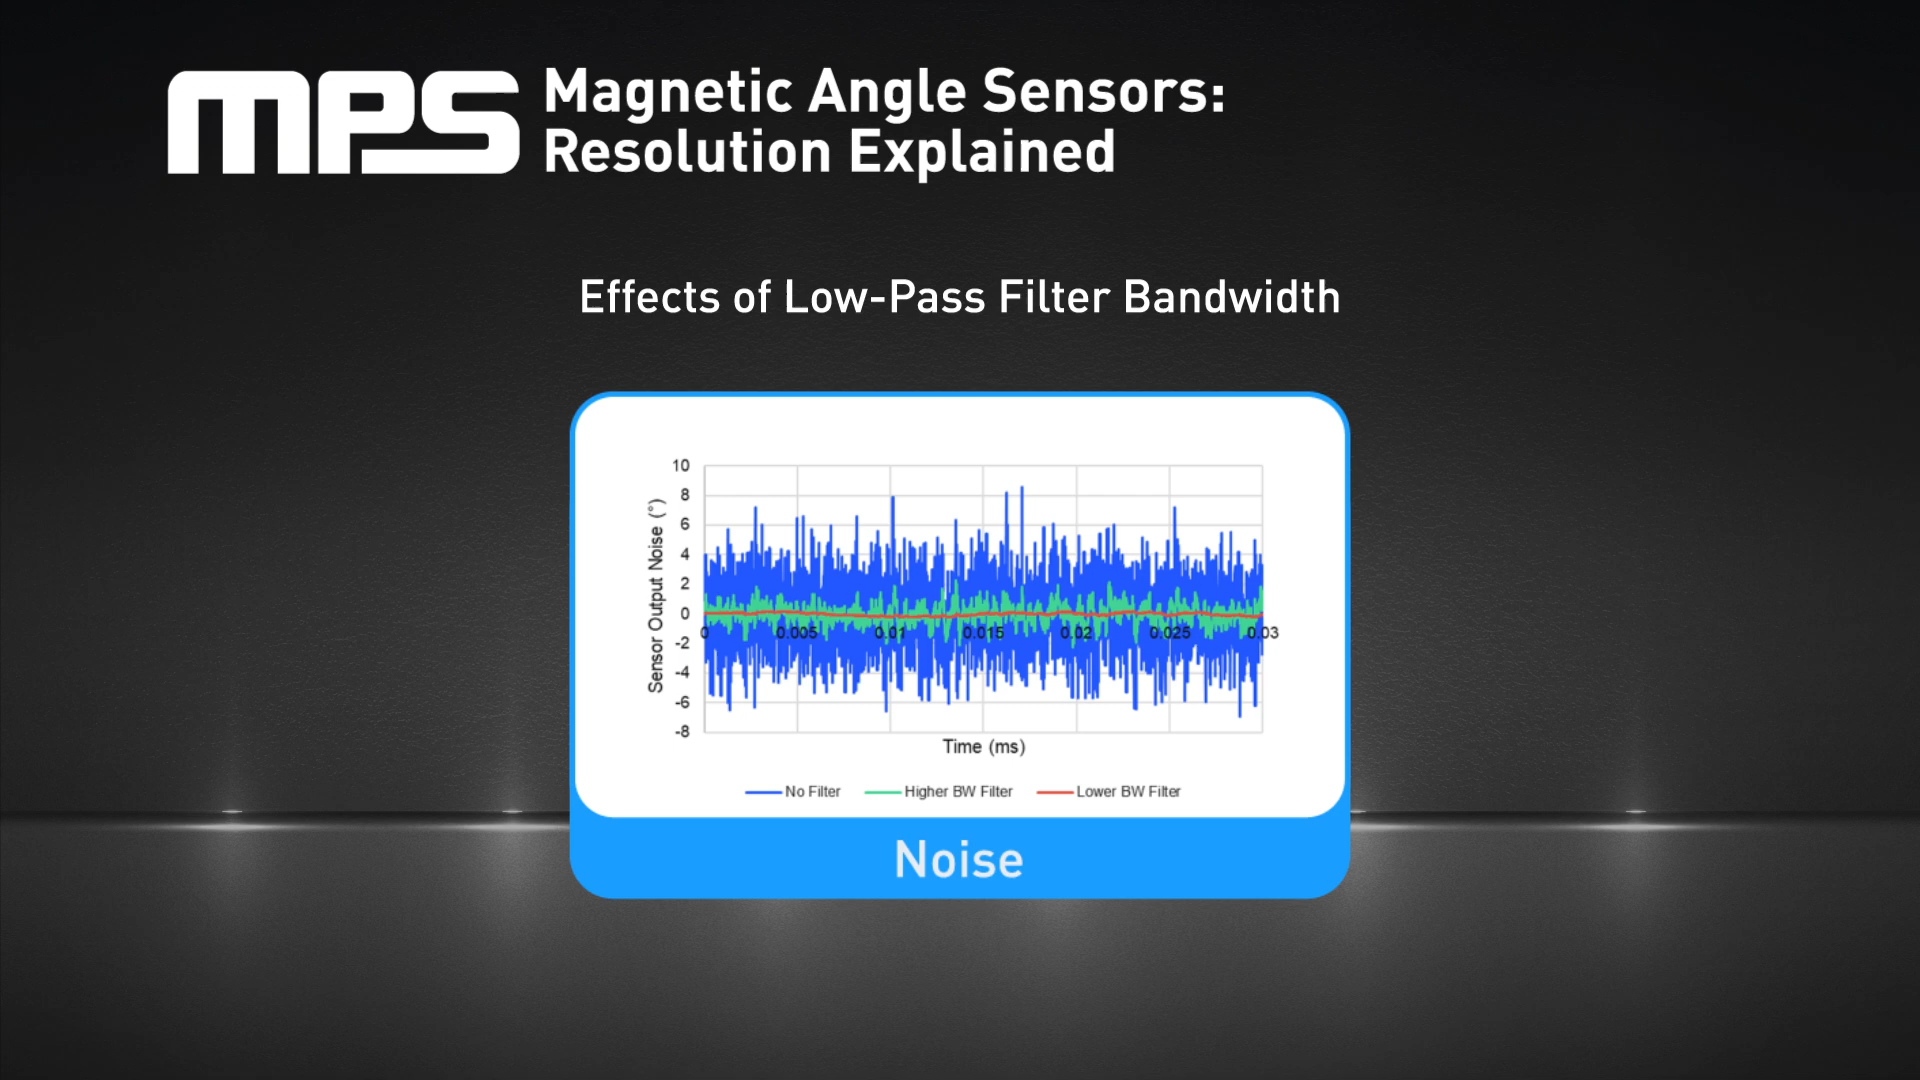 MPS
Magnetic Angle Sensors:
Resolution Explained
Effects of Low-Pass Filter Bandwidth
10
8
6
4
2
0
-2
-4
-6
-8
Sensor Output Noise (°)
0
0.005
0.01
0.015
0.02
0.025
0.03
Time (ms)
No Filter
Higher BW Filter
Lower BW Filter
Noise